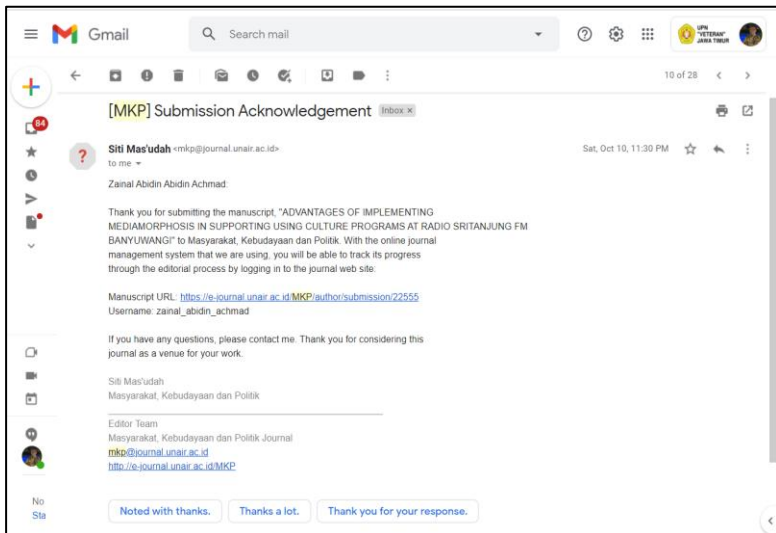 Gmail
Search mail
UPN
"VETERAN"
JAWA TIMUR
10 of 28
[MKP] Submission Acknowledgement Inbox ×
84
Siti Mas'udah <mkp@journal.unair.ac.id>
Sat, Oct 10, 11:30 PM
to me
Zainal Abidin Abidin Achmad:
Thank you for submitting the manuscript, "ADVANTAGES OF IMPLEMENTING
MEDIAMORPHOSIS IN SUPPORTING USING CULTURE PROGRAMS AT RADIO SRITANJUNG FM
BANYUWANGI" to Masyarakat, Kebudayaan dan Politik. With the online journal
management system that we are using, you will be able to track its progress
through the editorial process by logging in to the journal web site:
Manuscript URL: https://e-journal.unair.ac.id/MKP/author/submission/22555
Username: zainal_abidin_achmad
If you have any questions, please contact me. Thank you for considering this
journal as a venue for your work.
Siti Mas'udah
Masyarakat, Kebudayaan dan Politik
Editor Team
Masyarakat, Kebudayaan dan Politik Journal
mkp@journal.unair.ac.id
http://e-journal.unair.ac.id/MKP
No
Sta
Noted with thanks.
Thanks a lot.
Thank you for your response.